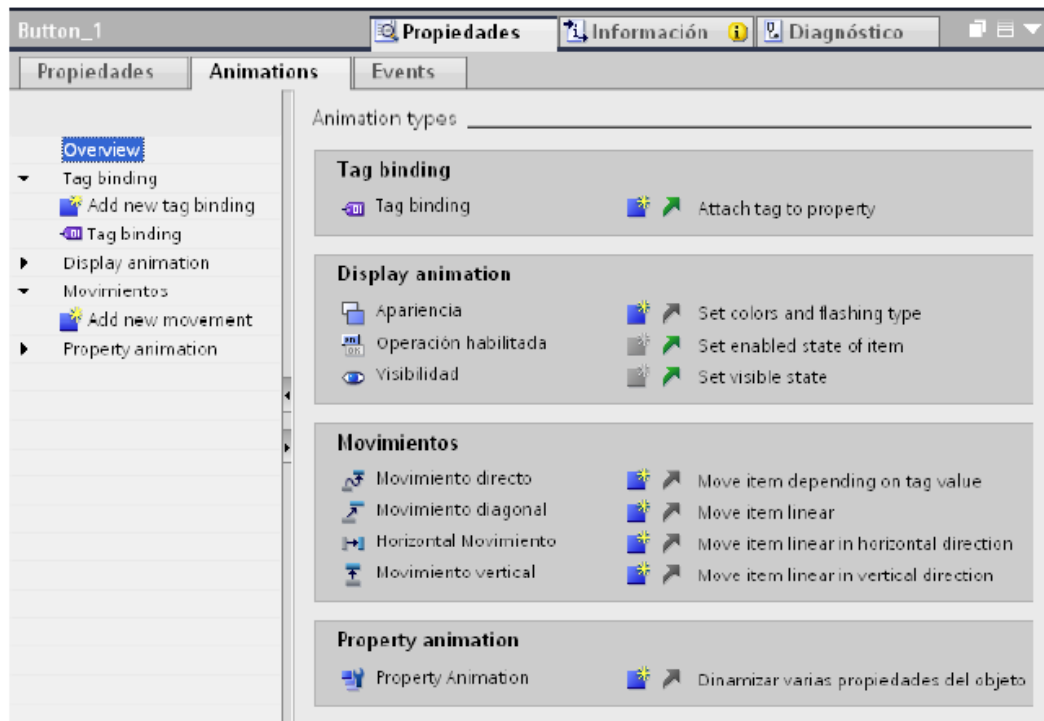 Button_1
Propiedades Información Diagnóstico
Propiedades Animations Events
Overview
Tag binding
Add new tag binding
Tag binding
Display animation
Movimientos
Add new movement
Property animation
Animation types
Tag binding
Tag binding Attach tag to property
Display animation
Apariencia Set colors and flashing type
Operación habilitada Set enabled state of item
Visibilidad Set visible state
Movimientos
Movimiento directo Move item depending on tag value
Movimiento diagonal Move item linear
Horizontal Movimiento Move item linear in horizontal direction
Movimiento vertical Move item linear in vertical direction
Property animation
Property Animation Dinamizar varias propiedades del objeto